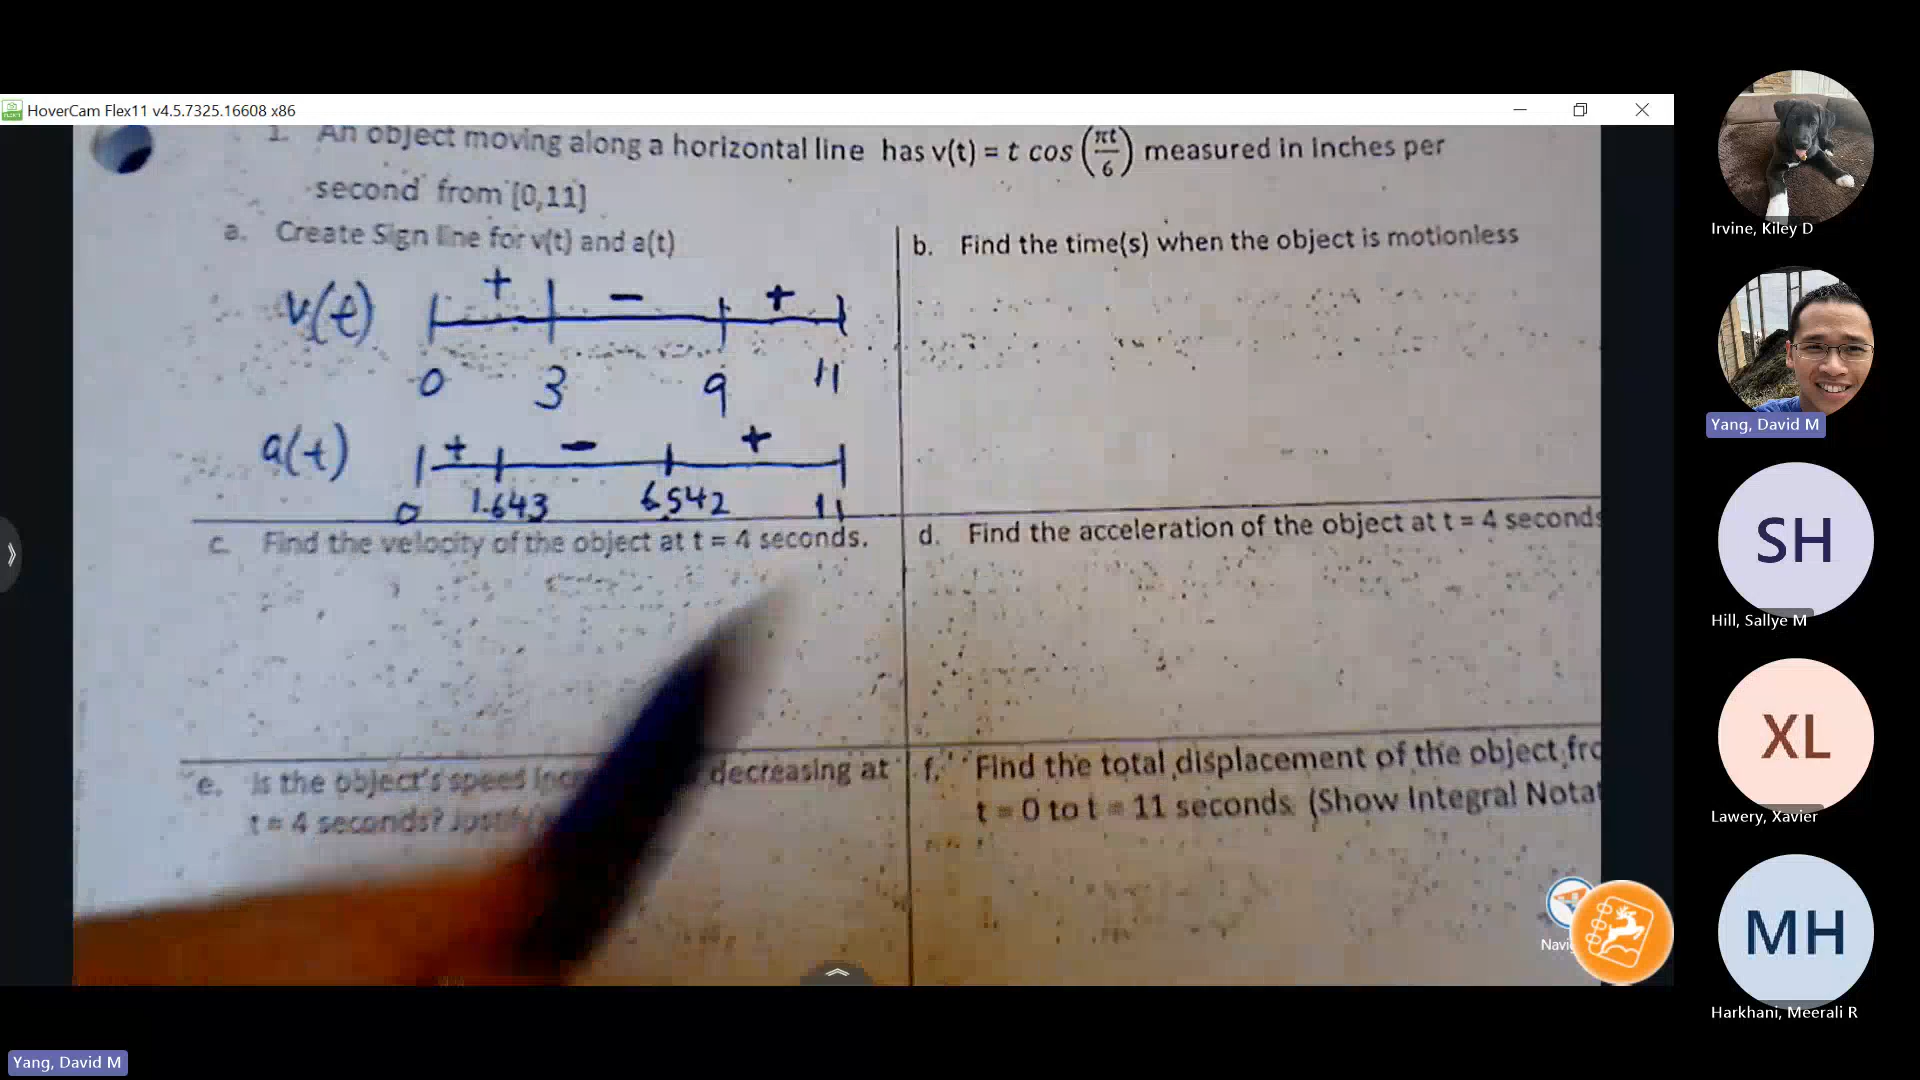 HoverCam Flex11 v4.5.7325.16608 x86
1. An object moving along a horizontal line has v(t) = t cos (πt/6) measured in inches per
second from [0,11]
a. Create Sign line for v(t) and a(t)
v(t) + − +
0 3 9 11
a(t) + − +
0 1.643 6.542 11
b. Find the time(s) when the object is motionless
c. Find the velocity of the object at t = 4 seconds.
d. Find the acceleration of the object at t = 4 seconds
e. Is the object's speed decreasing at
t = 4 seconds?
f. Find the total displacement of the object
t = 0 to t = 11 seconds. (Show Integral
Irvine, Kiley D
Yang, David M
SH
Hill, Sallye M
XL
Lawery, Xavier
MH
Harkhani, Meerali R
Yang, David M